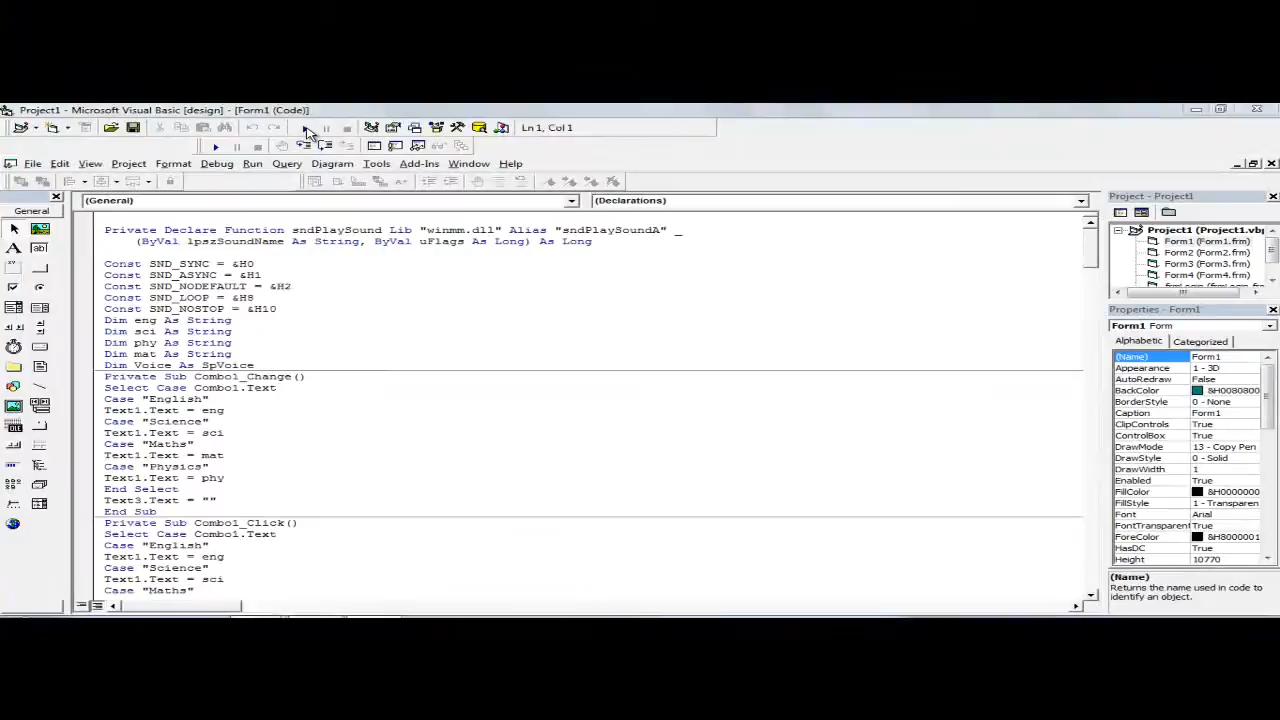 Project1 - Microsoft Visual Basic [design] - [Form1 (Code)]
Ln 1, Col 1
File Edit View Project Format Debug Run Query Diagram Tools Add-Ins Window Help
General
(General) (Declarations)
Private Declare Function sndPlaySound Lib "winmm.dll" Alias "sndPlaySoundA" _
(ByVal lpszSoundName As String, ByVal uFlags As Long) As Long
Const SND_SYNC = &H0
Const SND_ASYNC = &H1
Const SND_NODEFAULT = &H2
Const SND_LOOP = &H8
Const SND_NOSTOP = &H10
Dim eng As String
Dim sci As String
Dim phy As String
Dim mat As String
Dim Voice As SpVoice
Private Sub Combo1_Change()
Select Case Combo1.Text
Case "English"
Text1.Text = eng
Case "Science"
Text1.Text = sci
Case "Maths"
Text1.Text = mat
Case "Physics"
Text1.Text = phy
End Select
Text3.Text = ""
End Sub
Private Sub Combo1_Click()
Select Case Combo1.Text
Case "English"
Text1.Text = eng
Case "Science"
Text1.Text = sci
Case "Maths"
Project - Project1
Project1 (Project1.vbp
Form1 (Form1.frm)
Form2 (Form2.frm)
Form3 (Form3.frm)
Form4 (Form4.frm)
Properties - Form1
Form1 Form
Alphabetic Categorized
(Name) Form1
Appearance 1 - 3D
AutoRedraw False
BackColor &H0080800
BorderStyle 0 - None
Caption Form1
ClipControls True
ControlBox True
DrawMode 13 - Copy Pen
DrawStyle 0 - Solid
DrawWidth 1
Enabled True
FillColor &H0000000
FillStyle 1 - Transparen
Font Arial
FontTransparent True
ForeColor &H8000001
HasDC True
Height 10770
(Name)
Returns the name used in code to
identify an object.